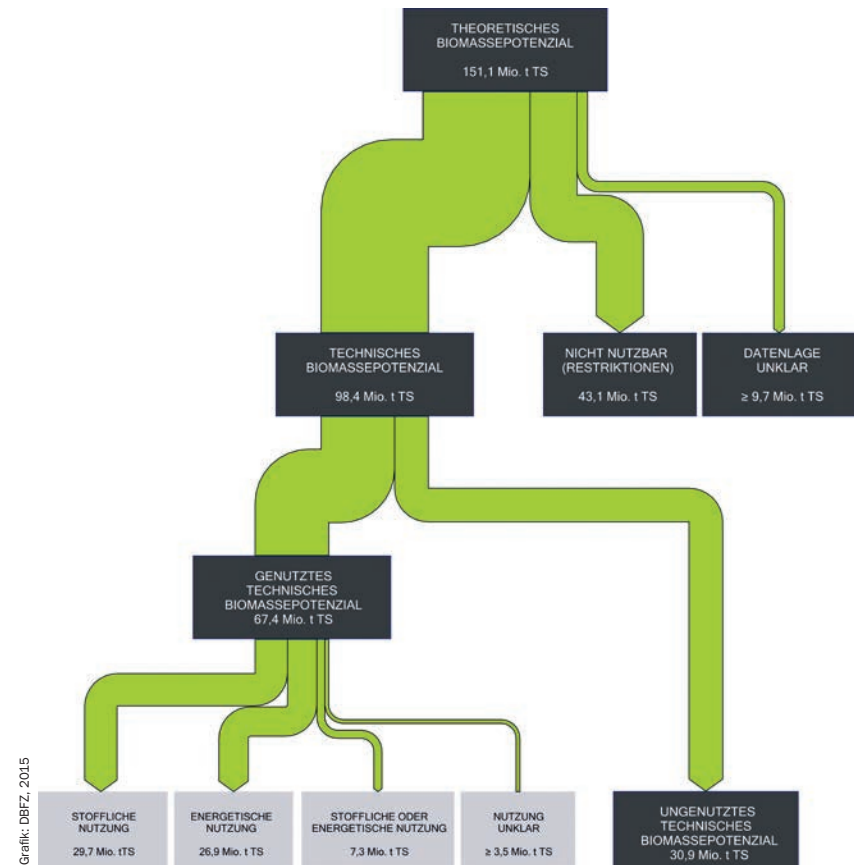 THEORETISCHES
BIOMASSEPOTENZIAL
151,1 Mio. t TS
TECHNISCHES
BIOMASSEPOTENZIAL
98,4 Mio. t TS
NICHT NUTZBAR
(RESTRIKTIONEN)
43,1 Mio. t TS
DATENLAGE
UNKLAR
≥ 9,7 Mio. t TS
GENUTZTES
TECHNISCHES
BIOMASSEPOTENZIAL
67,4 Mio. t TS
STOFFLICHE
NUTZUNG
29,7 Mio. tTS
ENERGETISCHE
NUTZUNG
26,9 Mio. t TS
STOFFLICHE ODER
ENERGETISCHE NUTZUNG
7,3 Mio. t TS
NUTZUNG
UNKLAR
≥ 3,5 Mio. t TS
UNGENUTZTES
TECHNISCHES
BIOMASSEPOTENZIAL
30,9 Mio. t TS
Grafik: DBFZ, 2015